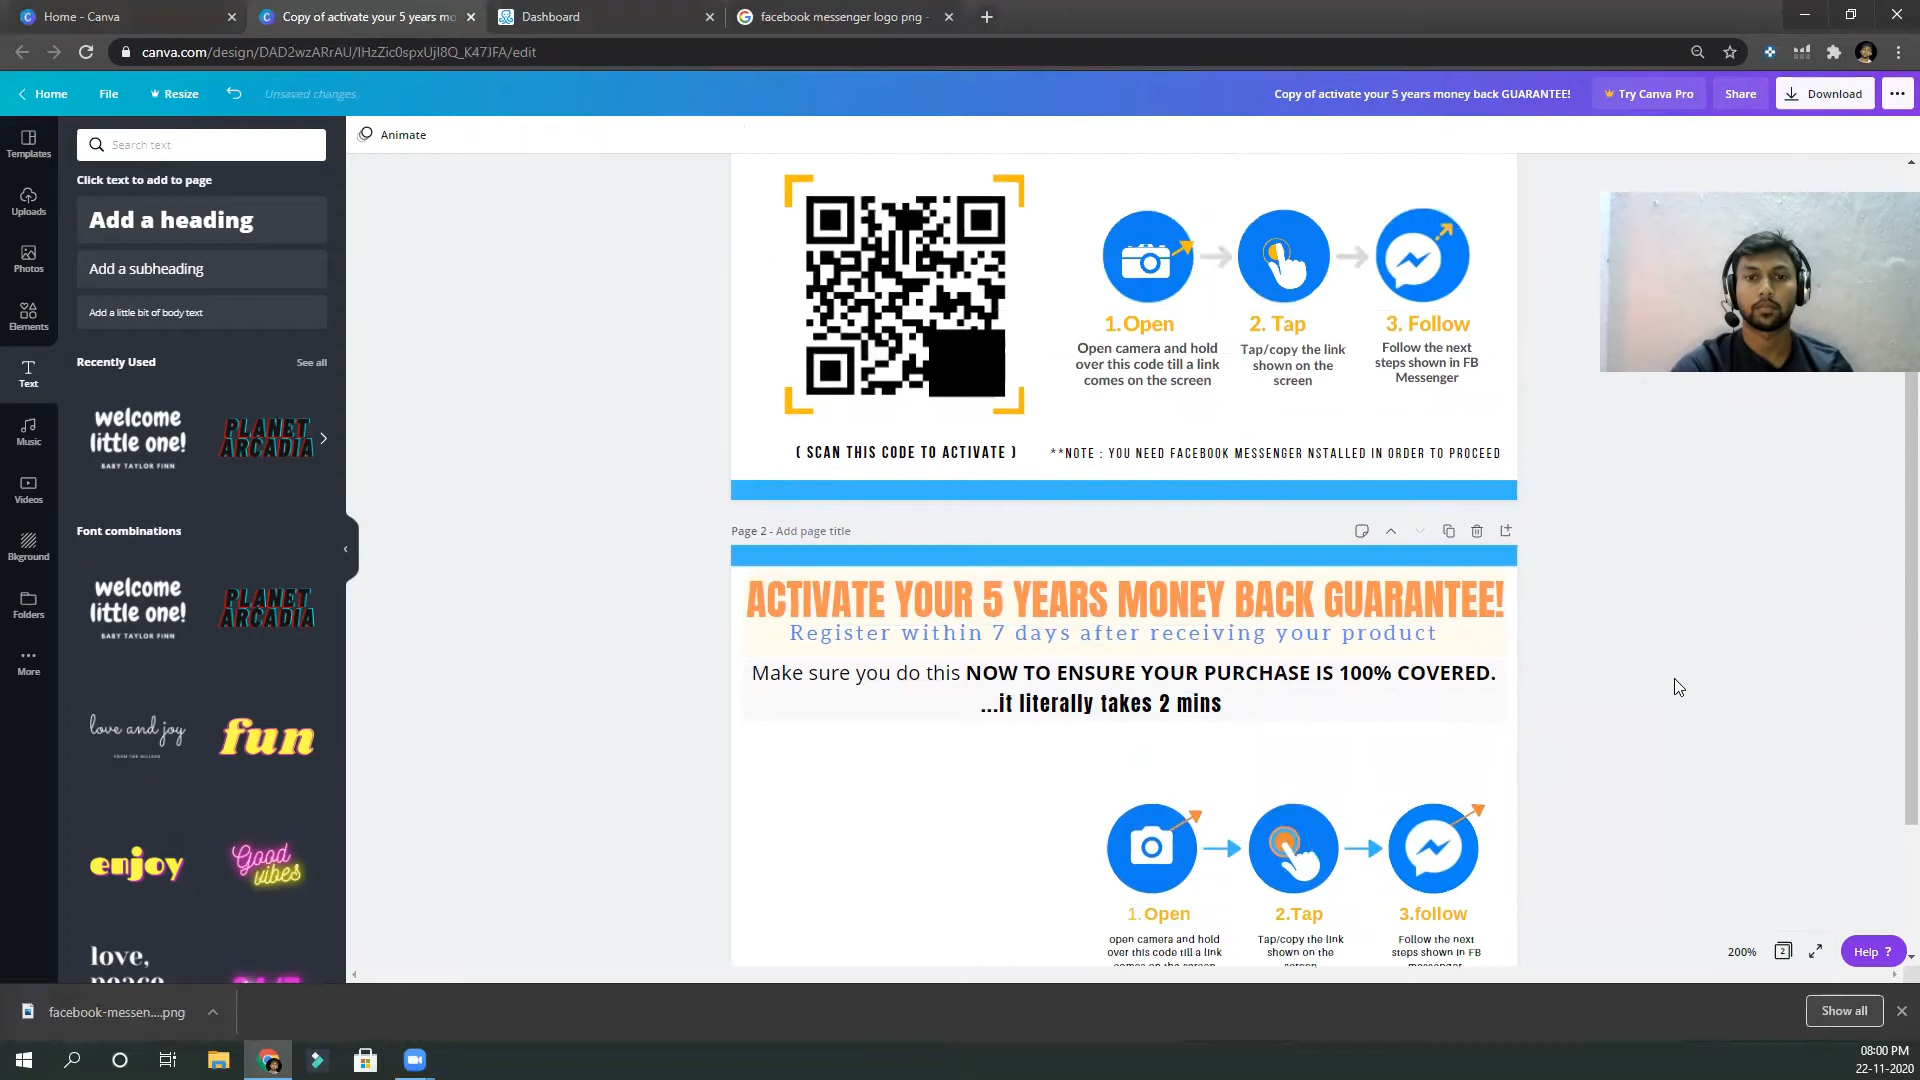 Home - Canva
Copy of activate your 5 years mo
Dashboard
facebook messenger logo png -
canva.com/design/DAD2wzARrAU/IHzZic0spxUjI8Q_K47JFA/edit
Home
File
Resize
Unsaved changes
Copy of activate your 5 years money back GUARANTEE!
Try Canva Pro
Share
Download
Animate
Templates
Uploads
Photos
Elements
Text
Music
Videos
Bkground
Folders
More
Search text
Click text to add to page
Add a heading
Add a subheading
Add a little bit of body text
Recently Used
See all
welcome
little one!
BABY TAYLOR FINN
PLANET
ARCADIA
Font combinations
welcome
little one!
BABY TAYLOR FINN
PLANET
ARCADIA
love and joy
fun
enjoy
Good
vibes
love,
peace
1.Open
2. Tap
3. Follow
Open camera and hold
over this code till a link
comes on the screen
Tap/copy the link
shown on the
screen
Follow the next
steps shown in FB
Messenger
( SCAN THIS CODE TO ACTIVATE )
**NOTE : YOU NEED FACEBOOK MESSENGER NSTALLED IN ORDER TO PROCEED
Page 2 - Add page title
ACTIVATE YOUR 5 YEARS MONEY BACK GUARANTEE!
Register within 7 days after receiving your product
Make sure you do this NOW TO ENSURE YOUR PURCHASE IS 100% COVERED.
...it literally takes 2 mins
1.Open
2.Tap
3.follow
open camera and hold
over this code till a link
comes on the screen
Tap/copy the link
shown on the
screen
Follow the next
steps shown in FB
messenger
200%
2
Help ?
facebook-messen....png
Show all
08:00 PM
22-11-2020